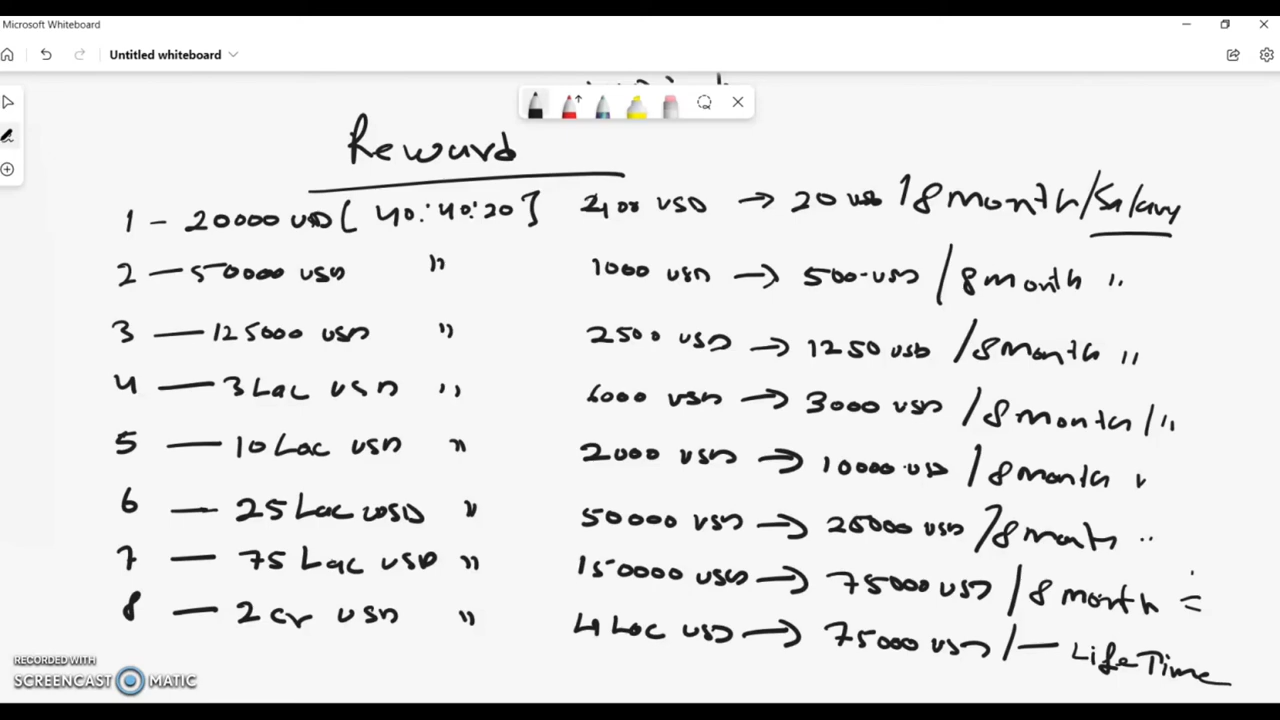 Microsoft Whiteboard
Untitled whiteboard
Reward
1 - 20000 USD [40:40:20] USD → 20 USD / 8 month / Salary
2 — 50000 USD " 1000 USD → 500 USD / 8 month "
3 — 125000 USD " 2500 USD → 1250 USD / 8 month "
4 — 3 Lac USD " 6000 USD → 3000 USD / 8 month / "
5 — 10 Lac USD " 2000 USD → 10000 USD / 8 month "
6 — 25 Lac USD " 50000 USD → 25000 USD / 8 month "
7 — 75 Lac USD " 150000 USD → 75000 USD / 8 month =
8 — 2 cr USD " 4 Lac USD → 75000 USD / — LifeTime
RECORDED WITH
SCREENCAST MATIC